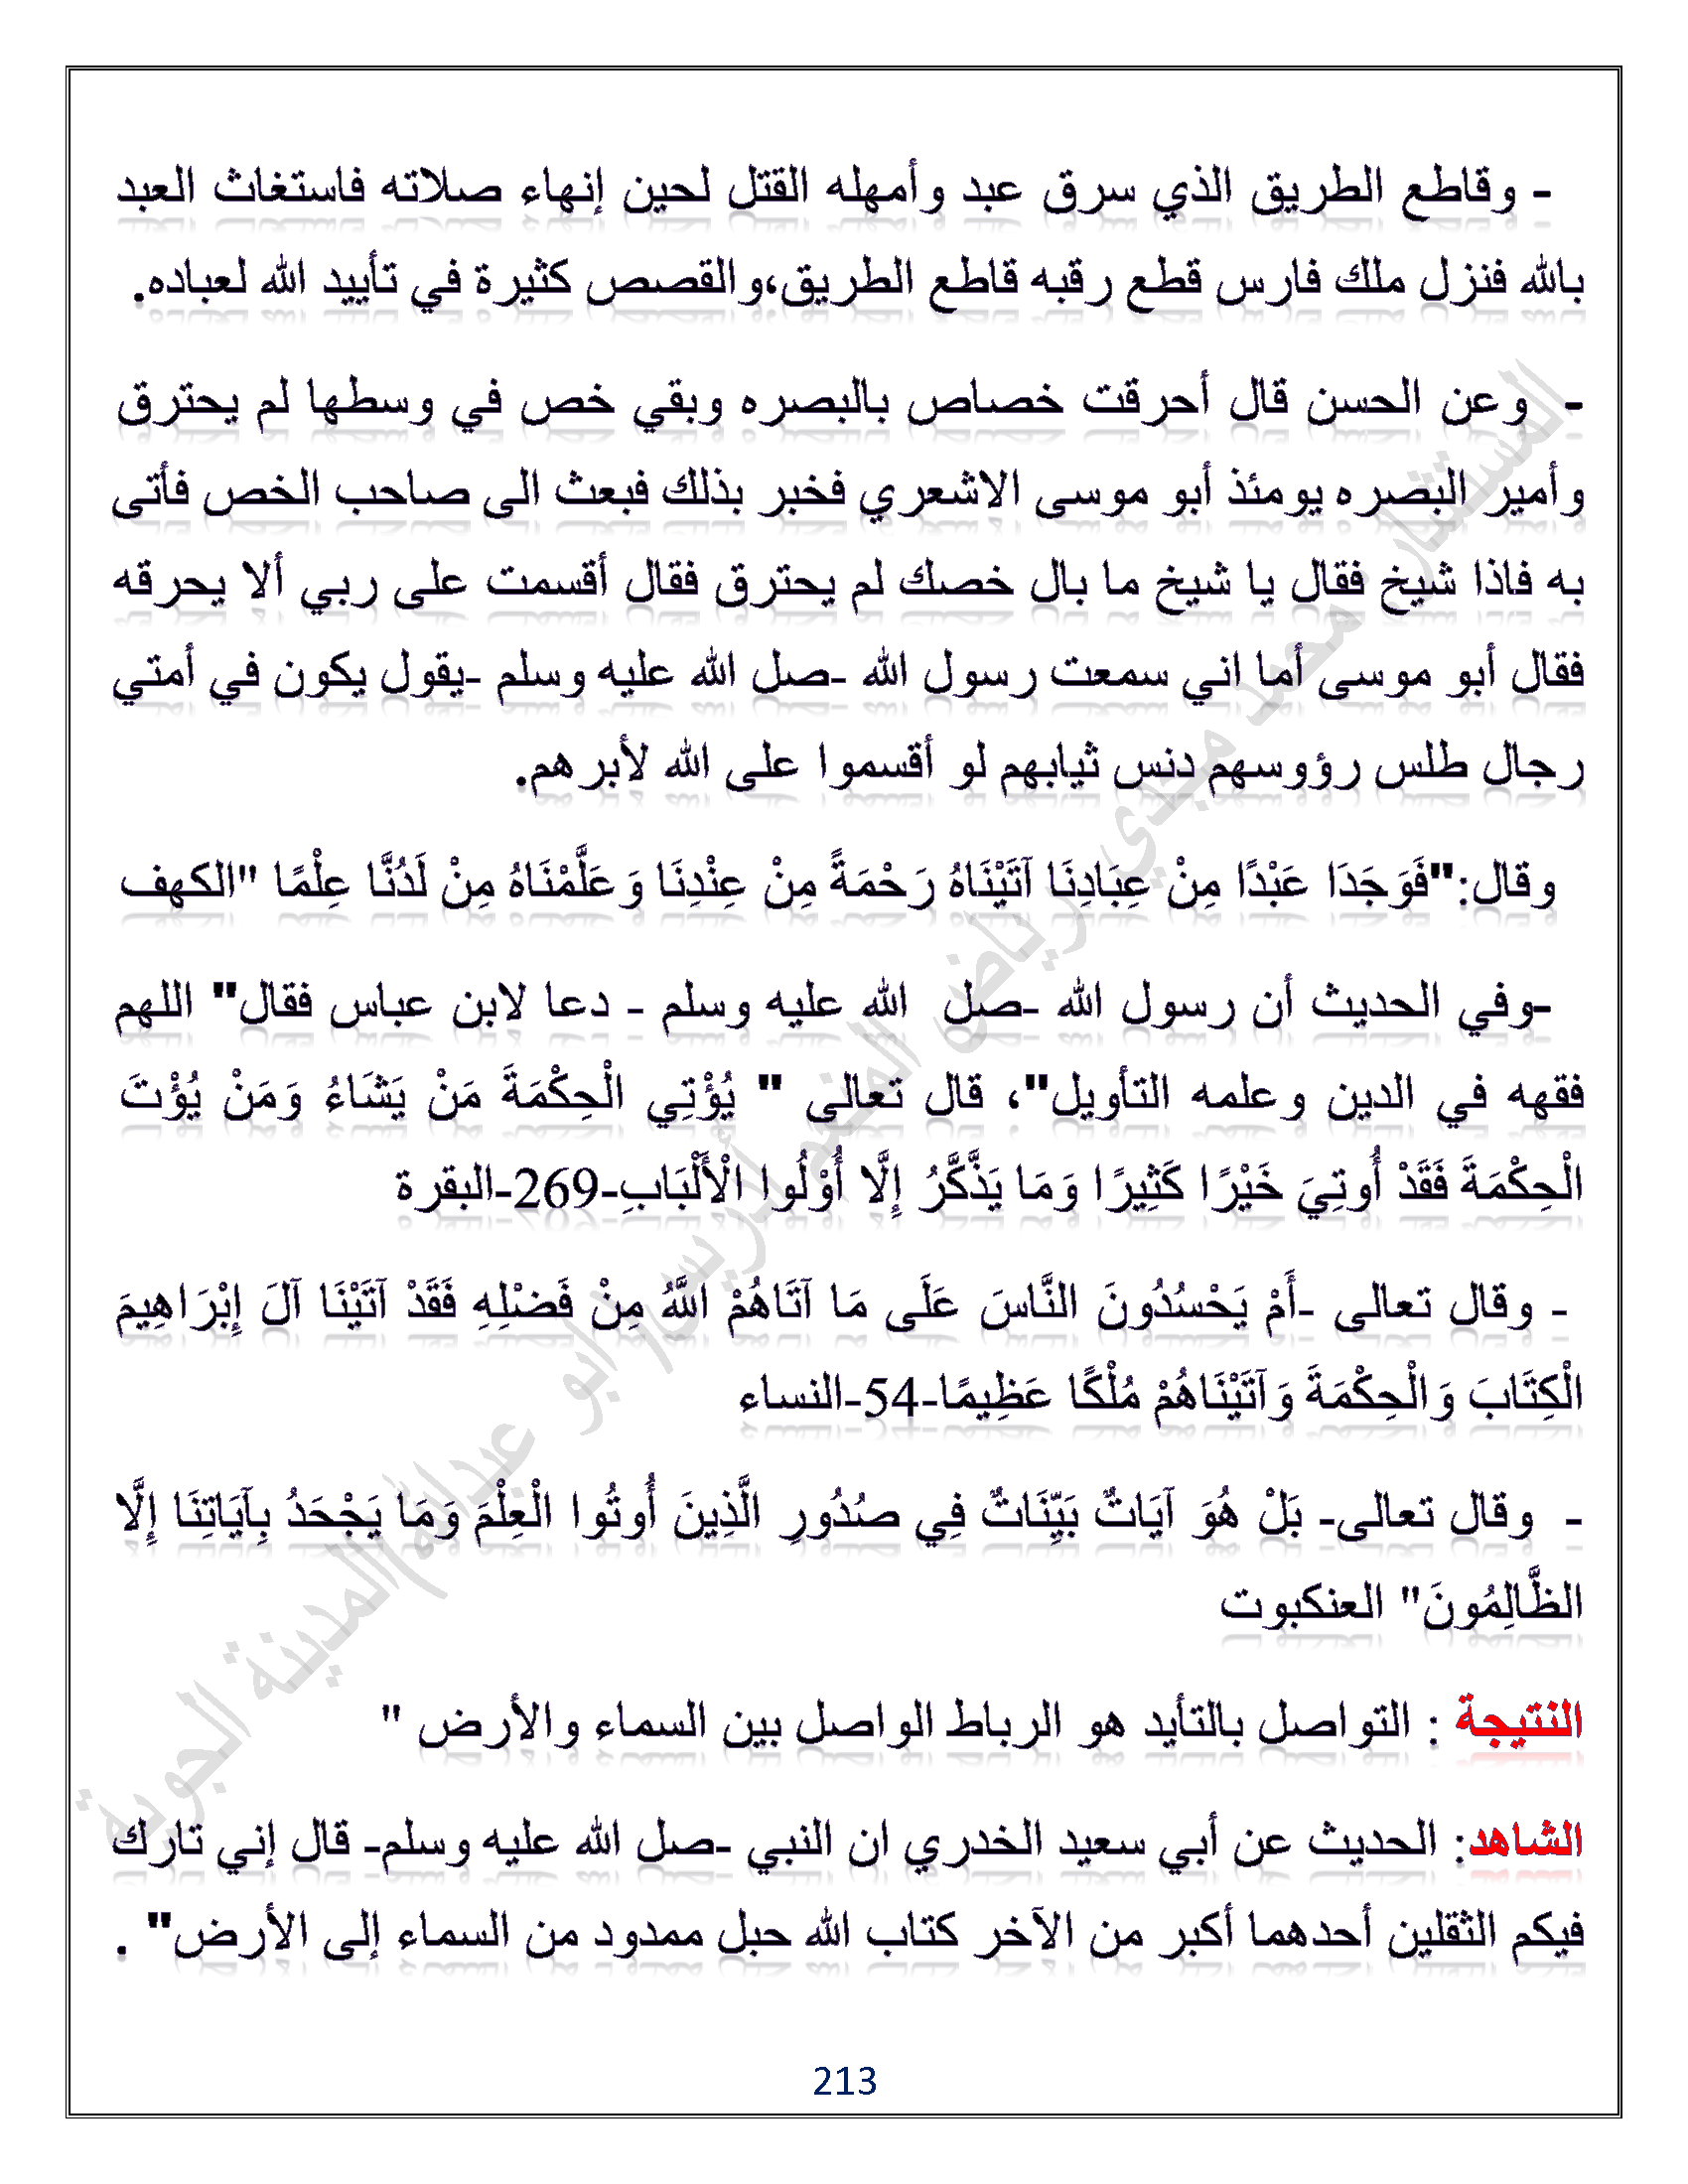 - وقاطع الطريق الذي سرق عبد وأمهله القتل لحين إنهاء صلاته فاستغاث العبد
بالله فنزل ملك فارس قطع رقبه قاطع الطريق،والقصص كثيرة في تأييد الله لعباده.
- وعن الحسن قال أحرقت خصاص بالبصره وبقي خص في وسطها لم يحترق
وأمير البصره يومئذ أبو موسى الاشعري فخبر بذلك فبعث الى صاحب الخص فأتى
به فاذا شيخ فقال يا شيخ ما بال خصك لم يحترق فقال أقسمت على ربي ألا يحرقه
فقال أبو موسى أما اني سمعت رسول الله -صل الله عليه وسلم -يقول يكون في أمتي
رجال طلس رؤوسهم دنس ثيابهم لو أقسموا على الله لأبرهم.
وقال:"فَوَجَدَا عَبْدًا مِنْ عِبَادِنَا آتَيْنَاهُ رَحْمَةً مِنْ عِنْدِنَا وَعَلَّمْنَاهُ مِنْ لَدُنَّا عِلْمًا "الكهف
-وفي الحديث أن رسول الله -صل الله عليه وسلم - دعا لابن عباس فقال" اللهم
فقهه في الدين وعلمه التأويل"، قال تعالى " يُؤْتِي الْحِكْمَةَ مَنْ يَشَاءُ وَمَنْ يُؤْتَ
الْحِكْمَةَ فَقَدْ أُوتِيَ خَيْرًا كَثِيرًا وَمَا يَذَّكَّرُ إِلَّا أُوْلُوا الْأَلْبَابِ-269-البقرة
- وقال تعالى -أَمْ يَحْسُدُونَ النَّاسَ عَلَى مَا آتَاهُمْ اللَّهُ مِنْ فَضْلِهِ فَقَدْ آتَيْنَا آلَ إِبْرَاهِيمَ
الْكِتَابَ وَالْحِكْمَةَ وَآتَيْنَاهُمْ مُلْكًا عَظِيمًا-54-النساء
- وقال تعالى- بَلْ هُوَ آيَاتٌ بَيِّنَاتٌ فِي صُدُورِ الَّذِينَ أُوتُوا الْعِلْمَ وَمَا يَجْحَدُ بِآيَاتِنَا إِلَّا
الظَّالِمُونَ" العنكبوت
النتيجة : التواصل بالتأيد هو الرباط الواصل بين السماء والأرض "
الشاهد: الحديث عن أبي سعيد الخدري ان النبي -صل الله عليه وسلم- قال إني تارك
فيكم الثقلين أحدهما أكبر من الآخر كتاب الله حبل ممدود من السماء إلى الأرض" .
213